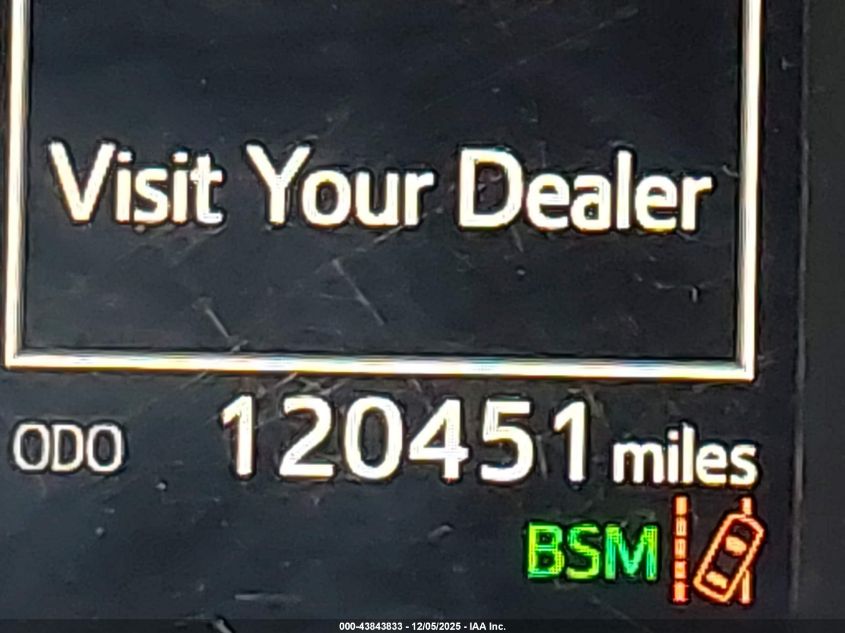 Visit Your Dealer
ODO 120451 miles
BSM
000-43843833 - 12/05/2025 - IAA Inc.